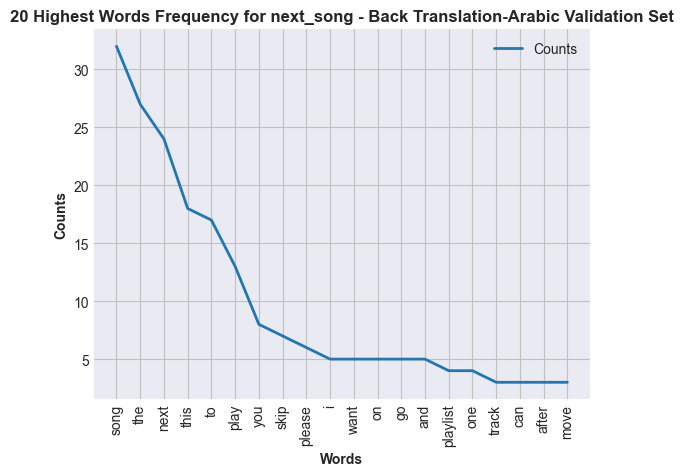 20 Highest Words Frequency for next_song - Back Translation-Arabic Validation Set
Counts
30
25
20
15
10
5
Counts
song
the
next
this
to
play
you
skip
please
i
want
on
go
and
playlist
one
track
can
after
move
Words